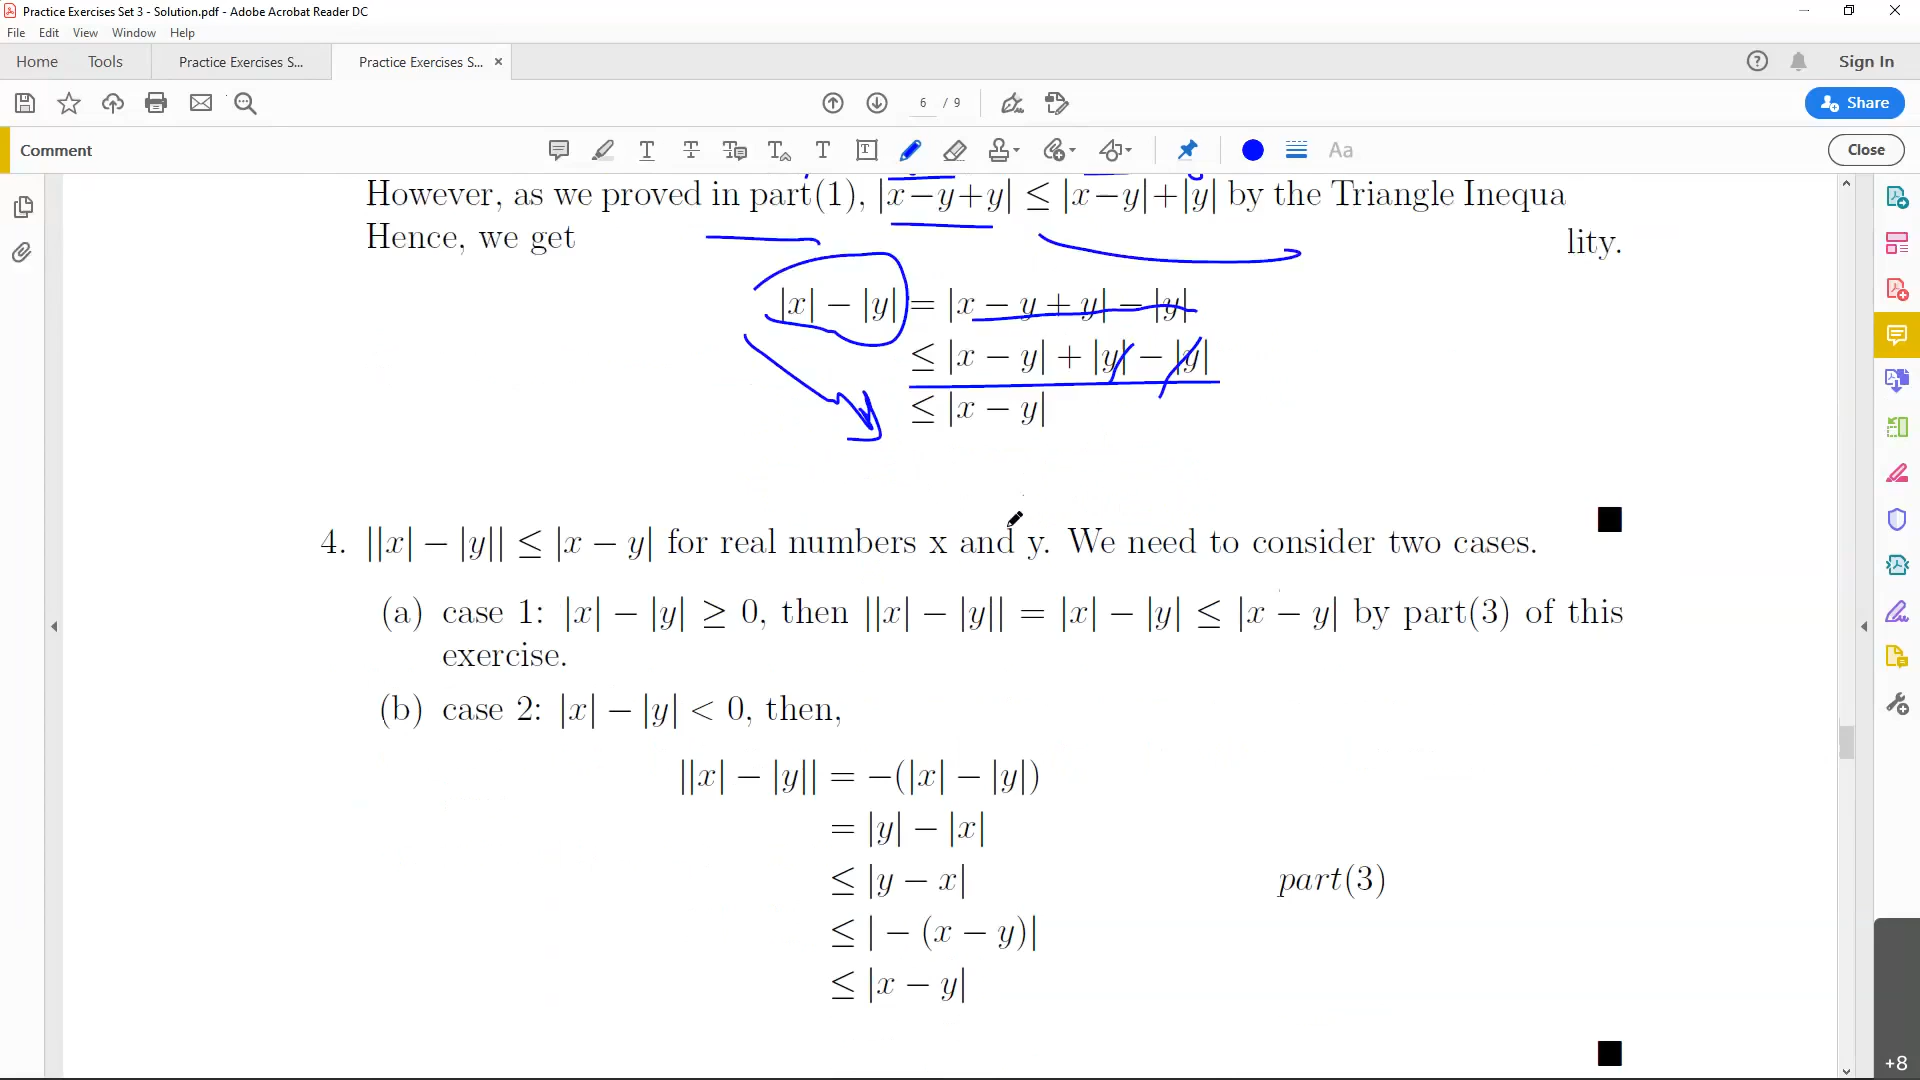 Practice Exercises Set 3 - Solution.pdf - Adobe Acrobat Reader DC
File Edit View Window Help
Home Tools Practice Exercises S... Practice Exercises S... × Sign In
6 / 9 Share
Comment Aa Close
However, as we proved in part(1), |x−y+y| ≤ |x−y|+|y| by the Triangle Inequa
Hence, we get lity.
|x| − |y| = |x − y + y| − |y|
≤ |x − y| + |y| − |y|
≤ |x − y|
4. ||x| − |y|| ≤ |x − y| for real numbers x and y. We need to consider two cases.
(a) case 1: |x| − |y| ≥ 0, then ||x| − |y|| = |x| − |y| ≤ |x − y| by part(3) of this
exercise.
(b) case 2: |x| − |y| < 0, then,
||x| − |y|| = −(|x| − |y|)
= |y| − |x|
≤ |y − x| part(3)
≤ | − (x − y)|
≤ |x − y|
+8